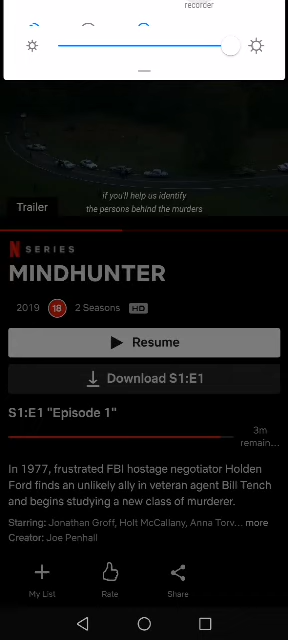 recorder
if you'll help us identify
the persons behind the murders
Trailer
N SERIES
MINDHUNTER
2019 18 2 Seasons HD
Resume
Download S1:E1
S1:E1 "Episode 1"
3m
remain...
In 1977, frustrated FBI hostage negotiator Holden
Ford finds an unlikely ally in veteran agent Bill Tench
and begins studying a new class of murderer.
Starring: Jonathan Groff, Holt McCallany, Anna Torv... more
Creator: Joe Penhall
My List Rate Share